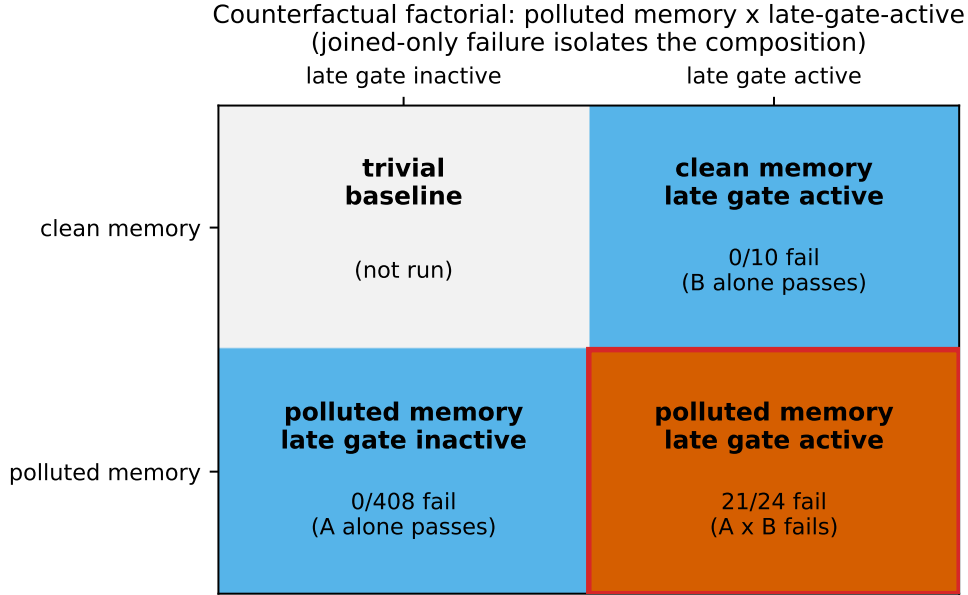 Counterfactual factorial: polluted memory x late-gate-active
(joined-only failure isolates the composition)
late gate inactive
late gate active
clean memory
trivial
baseline
(not run)
clean memory
late gate active
0/10 fail
(B alone passes)
polluted memory
polluted memory
late gate inactive
0/408 fail
(A alone passes)
polluted memory
late gate active
21/24 fail
(A x B fails)